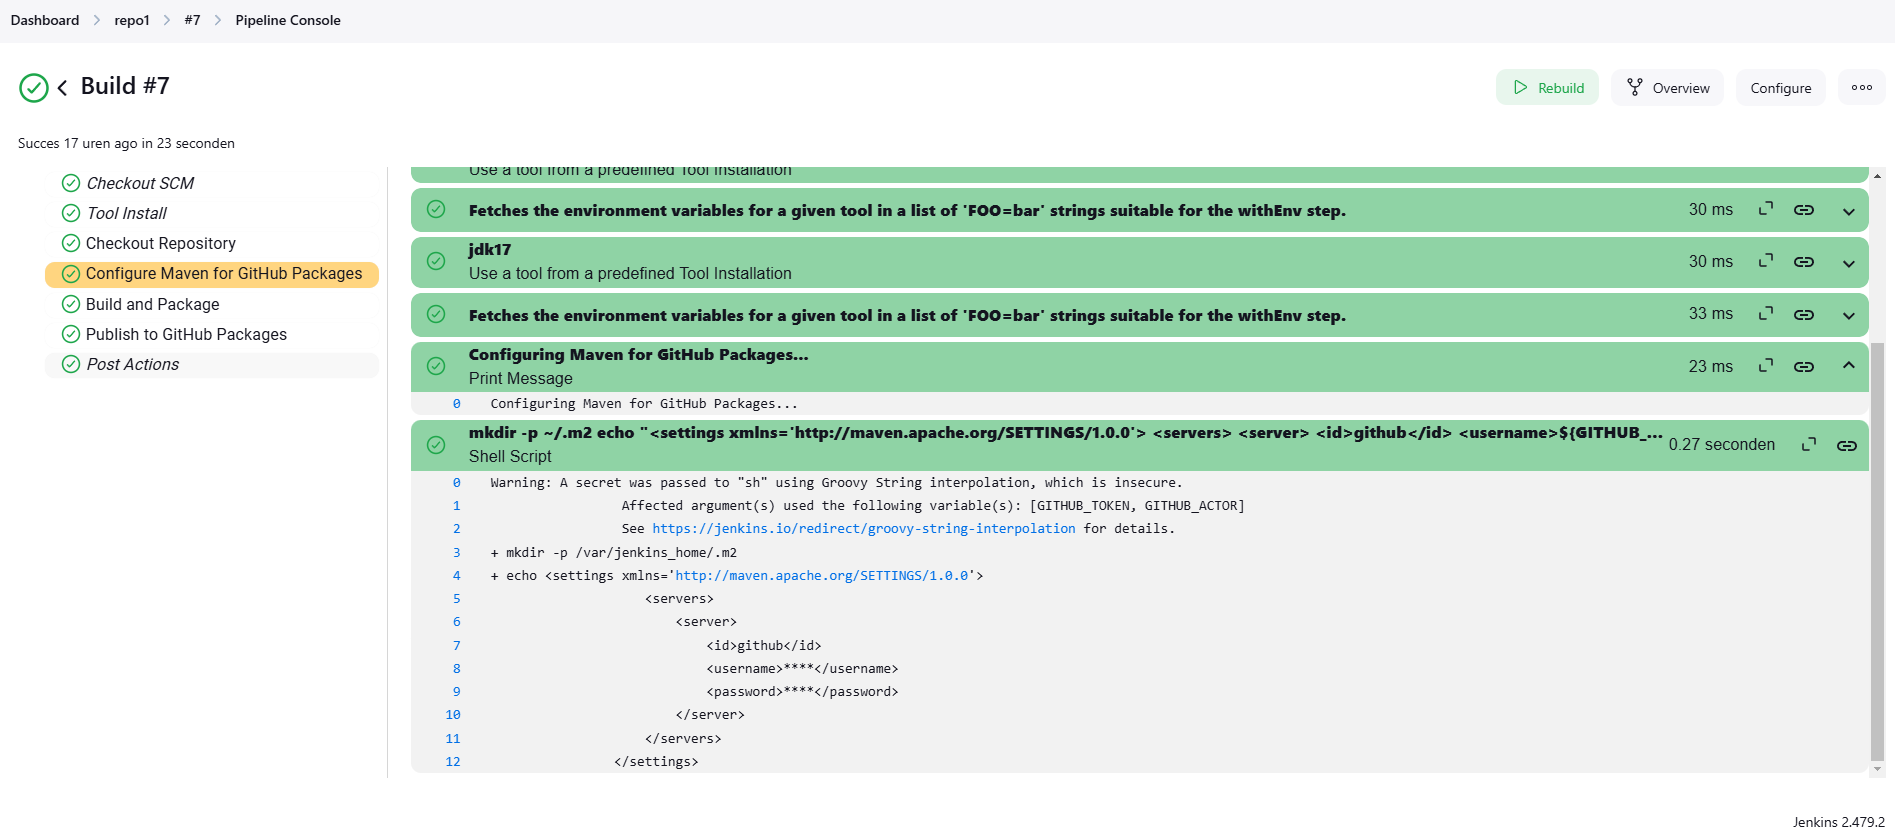 Dashboard > repo1 > #7 > Pipeline Console
Build #7
Rebuild
Overview
Configure
Succes 17 uren ago in 23 seconden
Checkout SCM
Tool Install
Checkout Repository
Configure Maven for GitHub Packages
Build and Package
Publish to GitHub Packages
Post Actions
Use a tool from a predefined Tool Installation
Fetches the environment variables for a given tool in a list of 'FOO=bar' strings suitable for the withEnv step. 30 ms
jdk17
Use a tool from a predefined Tool Installation 30 ms
Fetches the environment variables for a given tool in a list of 'FOO=bar' strings suitable for the withEnv step. 33 ms
Configuring Maven for GitHub Packages...
Print Message 23 ms
0 Configuring Maven for GitHub Packages...
mkdir -p ~/.m2 echo "<settings xmlns='http://maven.apache.org/SETTINGS/1.0.0'> <servers> <server> <id>github</id> <username>${GITHUB_... 0.27 seconden
Shell Script
0 Warning: A secret was passed to "sh" using Groovy String interpolation, which is insecure.
1 Affected argument(s) used the following variable(s): [GITHUB_TOKEN, GITHUB_ACTOR]
2 See https://jenkins.io/redirect/groovy-string-interpolation for details.
3 + mkdir -p /var/jenkins_home/.m2
4 + echo <settings xmlns='http://maven.apache.org/SETTINGS/1.0.0'>
5 <servers>
6 <server>
7 <id>github</id>
8 <username>****</username>
9 <password>****</password>
10 </server>
11 </servers>
12 </settings>
Jenkins 2.479.2